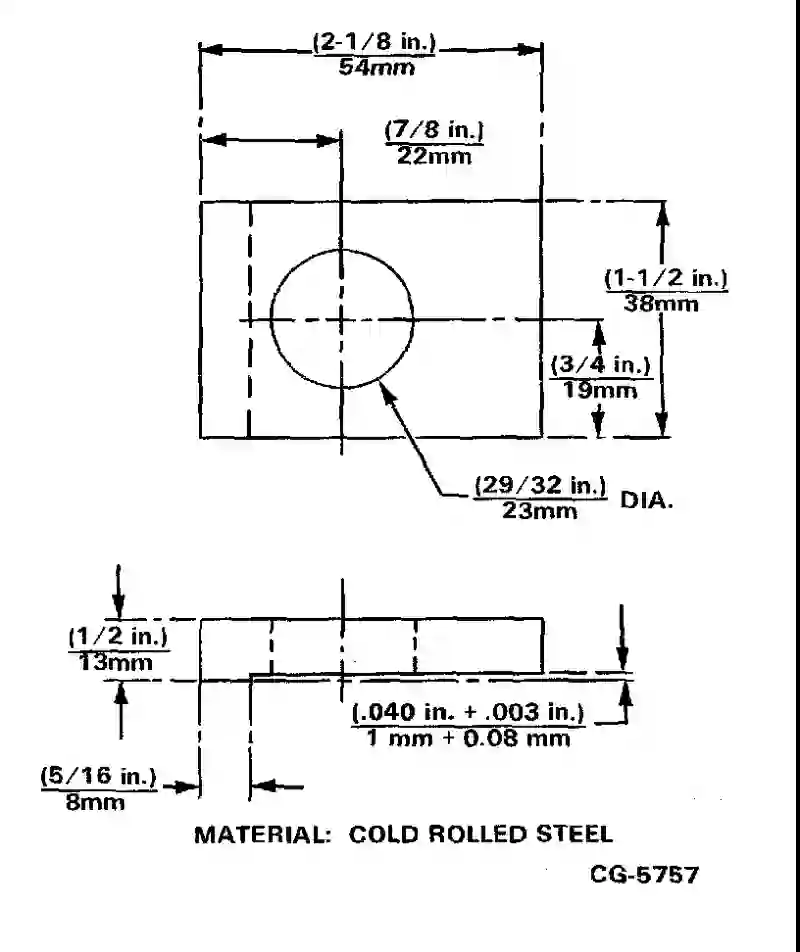 (2-1/8 in.)
54mm
(7/8 in.)
22mm
(1-1/2 in.)
38mm
(3/4 in.)
19mm
(29/32 in.)
23mm
DIA.
(1/2 in.)
13mm
(.040 in. + .003 in.)
1 mm + 0.08 mm
(5/16 in.)
8mm
MATERIAL: COLD ROLLED STEEL
CG-5757